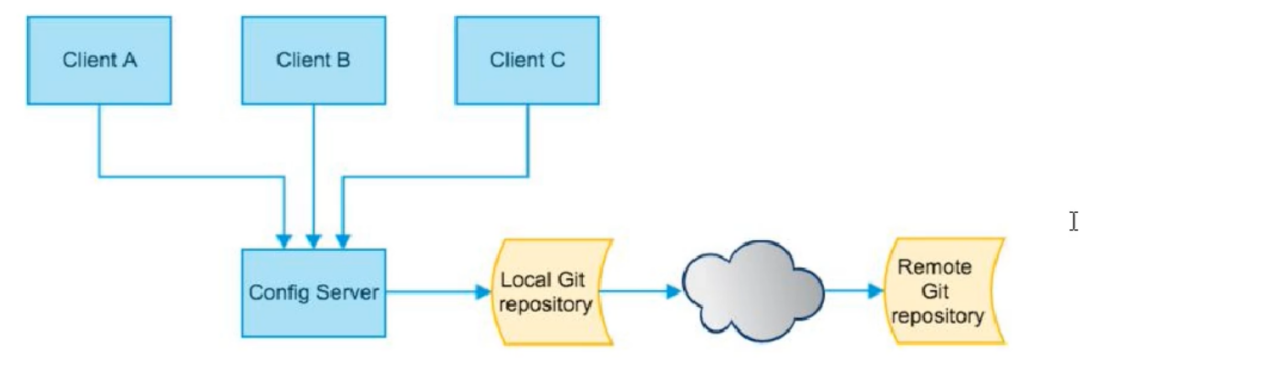 Client A
Client B
Client C
Config Server
Local Git
repository
Remote
Git
repository